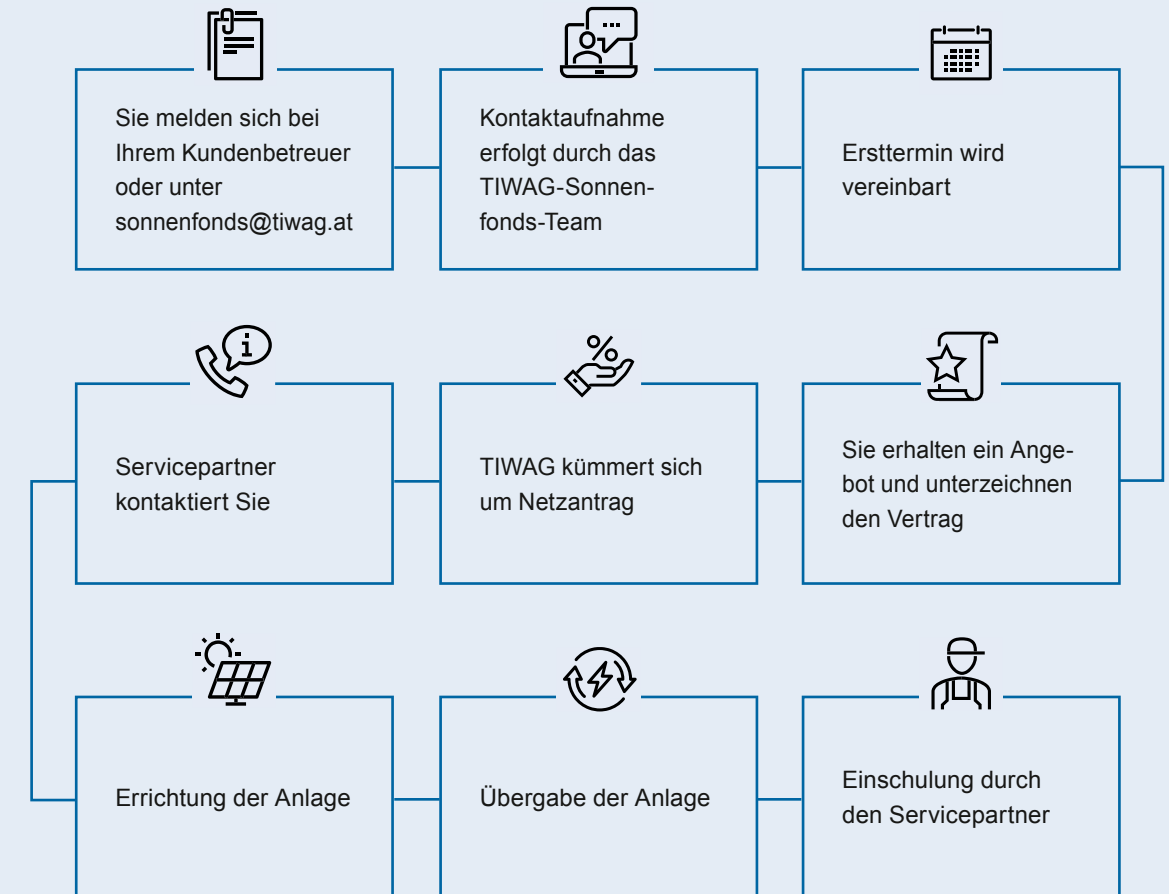 Sie melden sich bei
Ihrem Kundenbetreuer
oder unter
sonnenfonds@tiwag.at
Kontaktaufnahme
erfolgt durch das
TIWAG-Sonnen-
fonds-Team
Ersttermin wird
vereinbart
Sie erhalten ein Ange-
bot und unterzeichnen
den Vertrag
TIWAG kümmert sich
um Netzantrag
Servicepartner
kontaktiert Sie
Errichtung der Anlage
Übergabe der Anlage
Einschulung durch
den Servicepartner